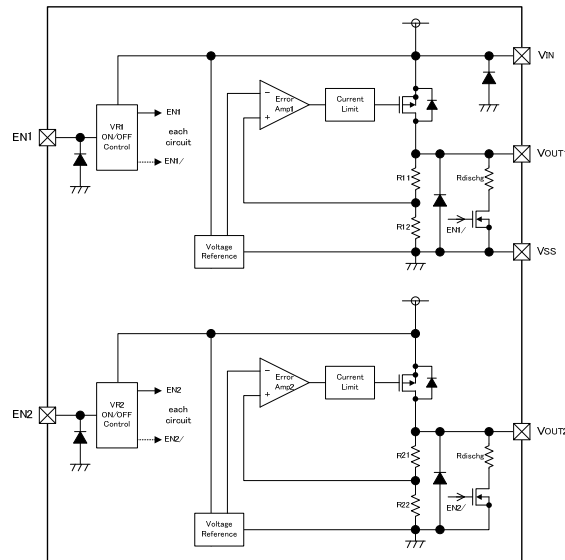 VIN
EN1
VR1
ON/OFF
Control
EN1
each
circuit
EN1/
−
+
Error
Amp1
Current
Limit
VOUT1
R11
R12
Rdischg
EN1/
Voltage
Reference
VSS
EN2
VR2
ON/OFF
Control
EN2
each
circuit
EN2/
−
+
Error
Amp2
Current
Limit
VOUT2
R21
R22
Rdischg
EN2/
Voltage
Reference